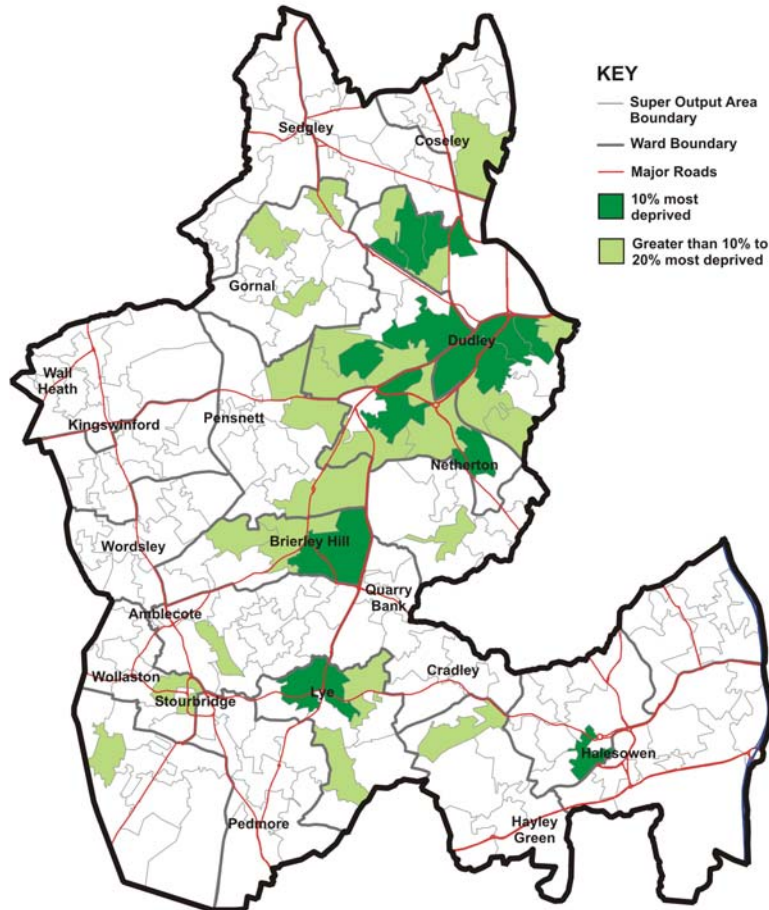 KEY
Super Output Area
Boundary
Ward Boundary
Major Roads
10% most
deprived
Greater than 10% to
20% most deprived
Sedgley
Coseley
Gornal
Dudley
Wall
Heath
Kingswinford
Pensnett
Netherton
Wordsley
Brierley Hill
Quarry
Bank
Amblecote
Wollaston
Stourbridge
Lye
Cradley
Halesowen
Pedmore
Hayley
Green